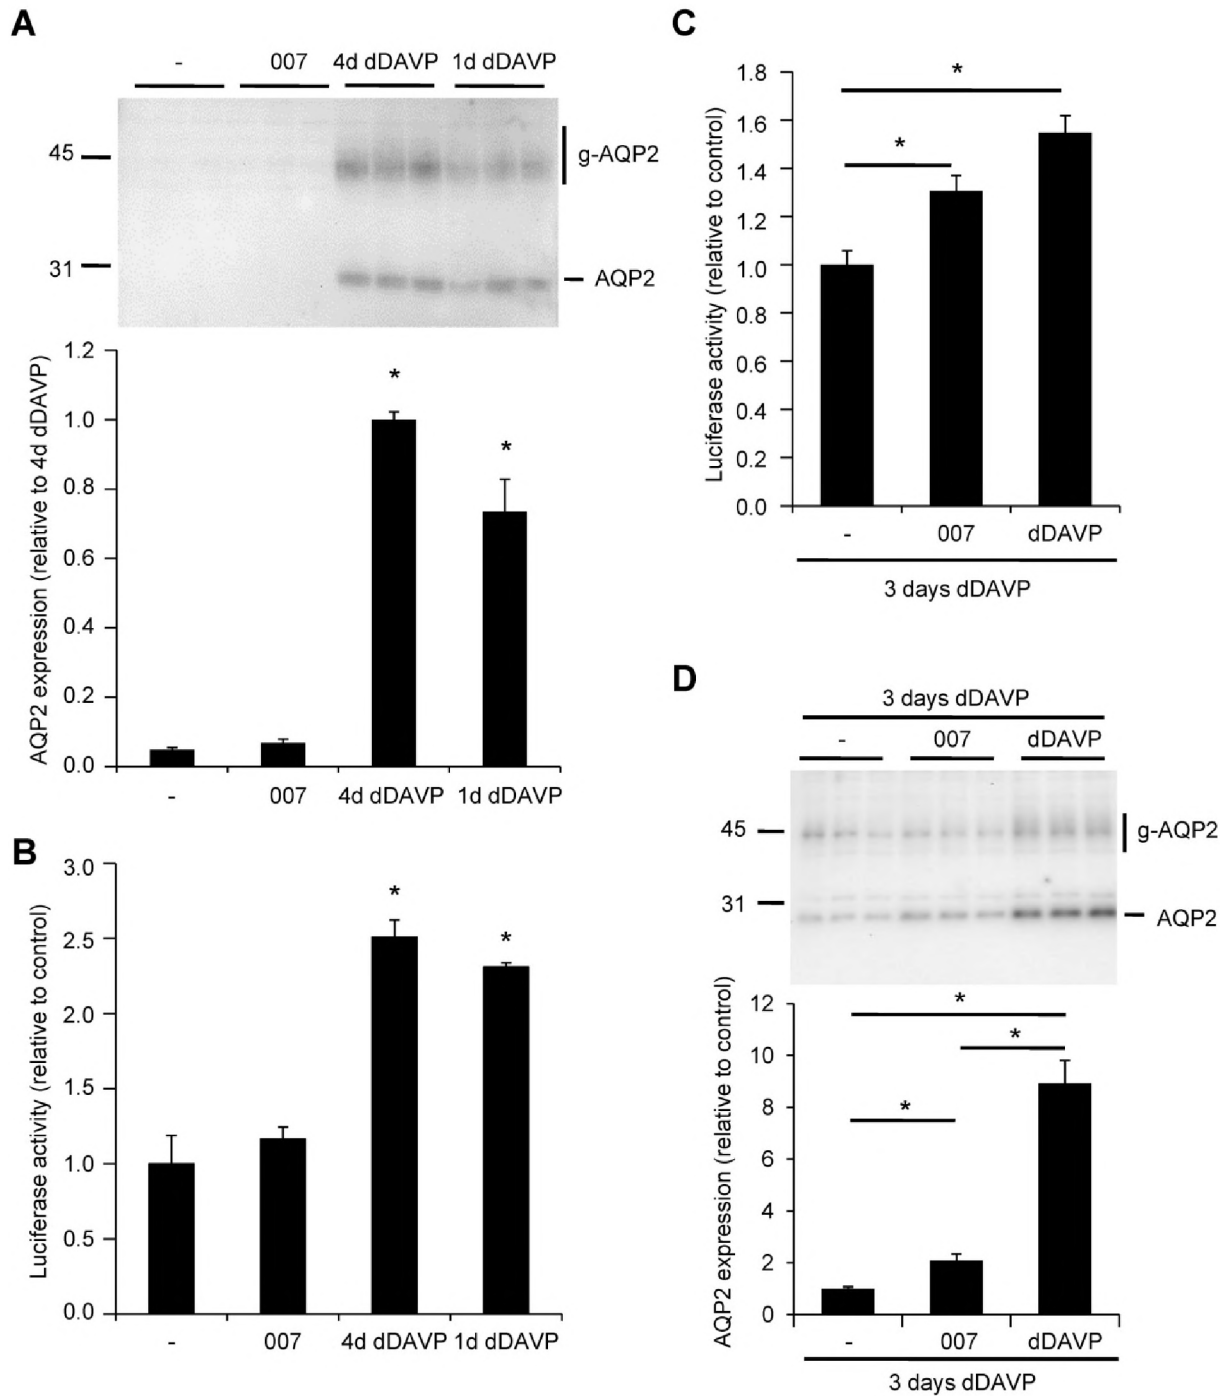 A
- 007 4d dDAVP 1d dDAVP
45
g-AQP2
31
AQP2
AQP2 expression (relative to 4d dDAVP)
1.2
1.0
0.8
0.6
0.4
0.2
0.0
*
*
- 007 4d dDAVP 1d dDAVP
B
Luciferase activity (relative to control)
3.0
2.5
2.0
1.5
1.0
0.5
0.0
*
*
- 007 4d dDAVP 1d dDAVP
C
Luciferase activity (relative to control)
1.8
1.6
1.4
1.2
1.0
0.8
0.6
0.4
0.2
0.0
*
*
- 007 dDAVP
3 days dDAVP
D
3 days dDAVP
- 007 dDAVP
45
g-AQP2
31
AQP2
AQP2 expression (relative to control)
12
10
8
6
4
2
0
*
*
*
- 007 dDAVP
3 days dDAVP